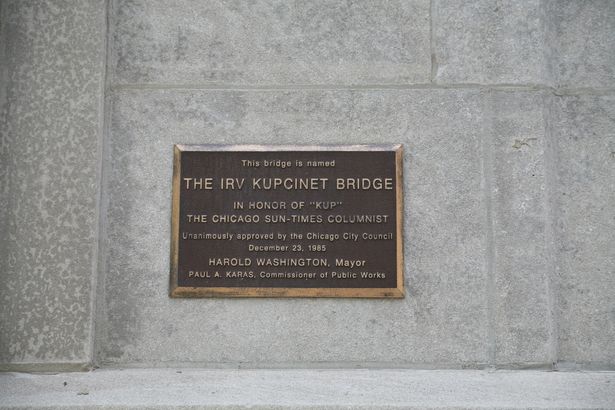 This bridge is named
THE IRV KUPCINET BRIDGE
IN HONOR OF "KUP"
THE CHICAGO SUN-TIMES COLUMNIST
Unanimously approved by the Chicago City Council
December 23, 1985
HAROLD WASHINGTON, Mayor
PAUL A. KARAS, Commissioner of Public Works